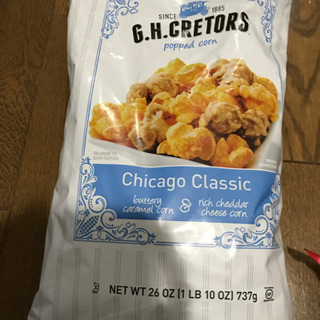 SINCE 1885
G.H.CRETORS
popped corn
Chicago Classic
buttery & rich cheddar
caramel corn cheese corn
NET WT 26 OZ (1 LB 10 OZ) 737g